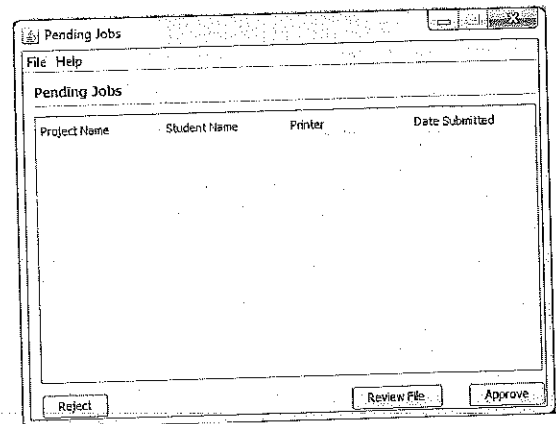 Pending Jobs
File Help
Pending Jobs
Project Name Student Name Printer Date Submitted
Reject Review File Approve